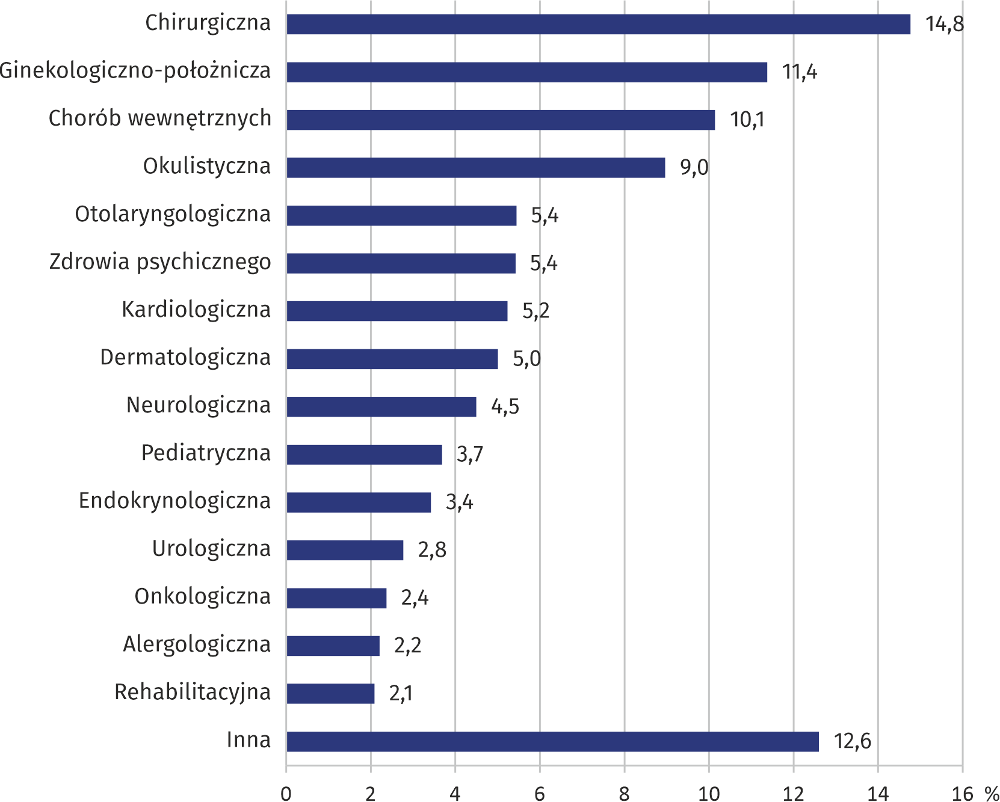 Chirurgiczna 14,8
Ginekologiczno-położnicza 11,4
Chorób wewnętrznych 10,1
Okulistyczna 9,0
Otolaryngologiczna 5,4
Zdrowia psychicznego 5,4
Kardiologiczna 5,2
Dermatologiczna 5,0
Neurologiczna 4,5
Pediatryczna 3,7
Endokrynologiczna 3,4
Urologiczna 2,8
Onkologiczna 2,4
Alergologiczna 2,2
Rehabilitacyjna 2,1
Inna 12,6
0 2 4 6 8 10 12 14 16 %